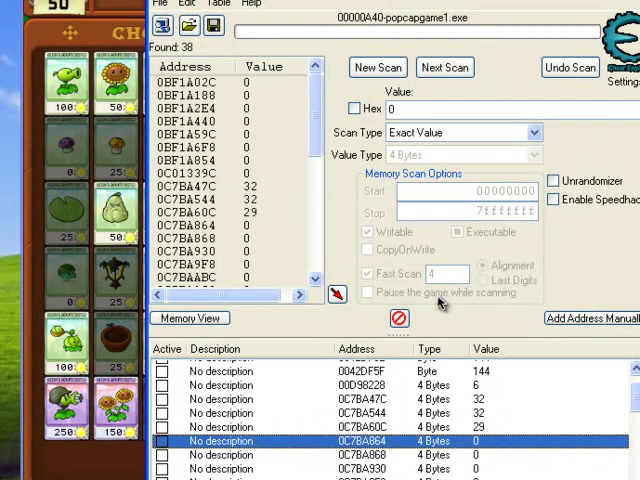 50
File Edit Table Help
00000A40-popcapgame1.exe
Found: 38
Address Value
0BF1A02C 0
0BF1A188 0
0BF1A2E4 0
0BF1A440 0
0BF1A59C 0
0BF1A6F8 0
0BF1A854 0
0C01339C 0
0C7BA47C 32
0C7BA544 32
0C7BA60C 29
0C7BA864 0
0C7BA868 0
0C7BA930 0
0C7BA9F8 0
0C7BAABC 0
New Scan Next Scan Undo Scan
Settings
Value:
Hex 0
Scan Type Exact Value
Value Type 4 Bytes
Memory Scan Options
Start 00000000
Stop 7fffffff
Writable Executable
CopyOnWrite
Fast Scan 4 Alignment
Last Digits
Pause the game while scanning
Unrandomizer
Enable Speedhac
Memory View Add Address Manuall
Active Description Address Type Value
No description 0042DF5F Byte 144
No description 00D98228 4 Bytes 6
No description 0C7BA47C 4 Bytes 32
No description 0C7BA544 4 Bytes 32
No description 0C7BA60C 4 Bytes 29
No description 0C7BA864 4 Bytes 0
No description 0C7BA868 4 Bytes 0
No description 0C7BA930 4 Bytes 0
CHO
100 50
25
25 50
25
100
250 150